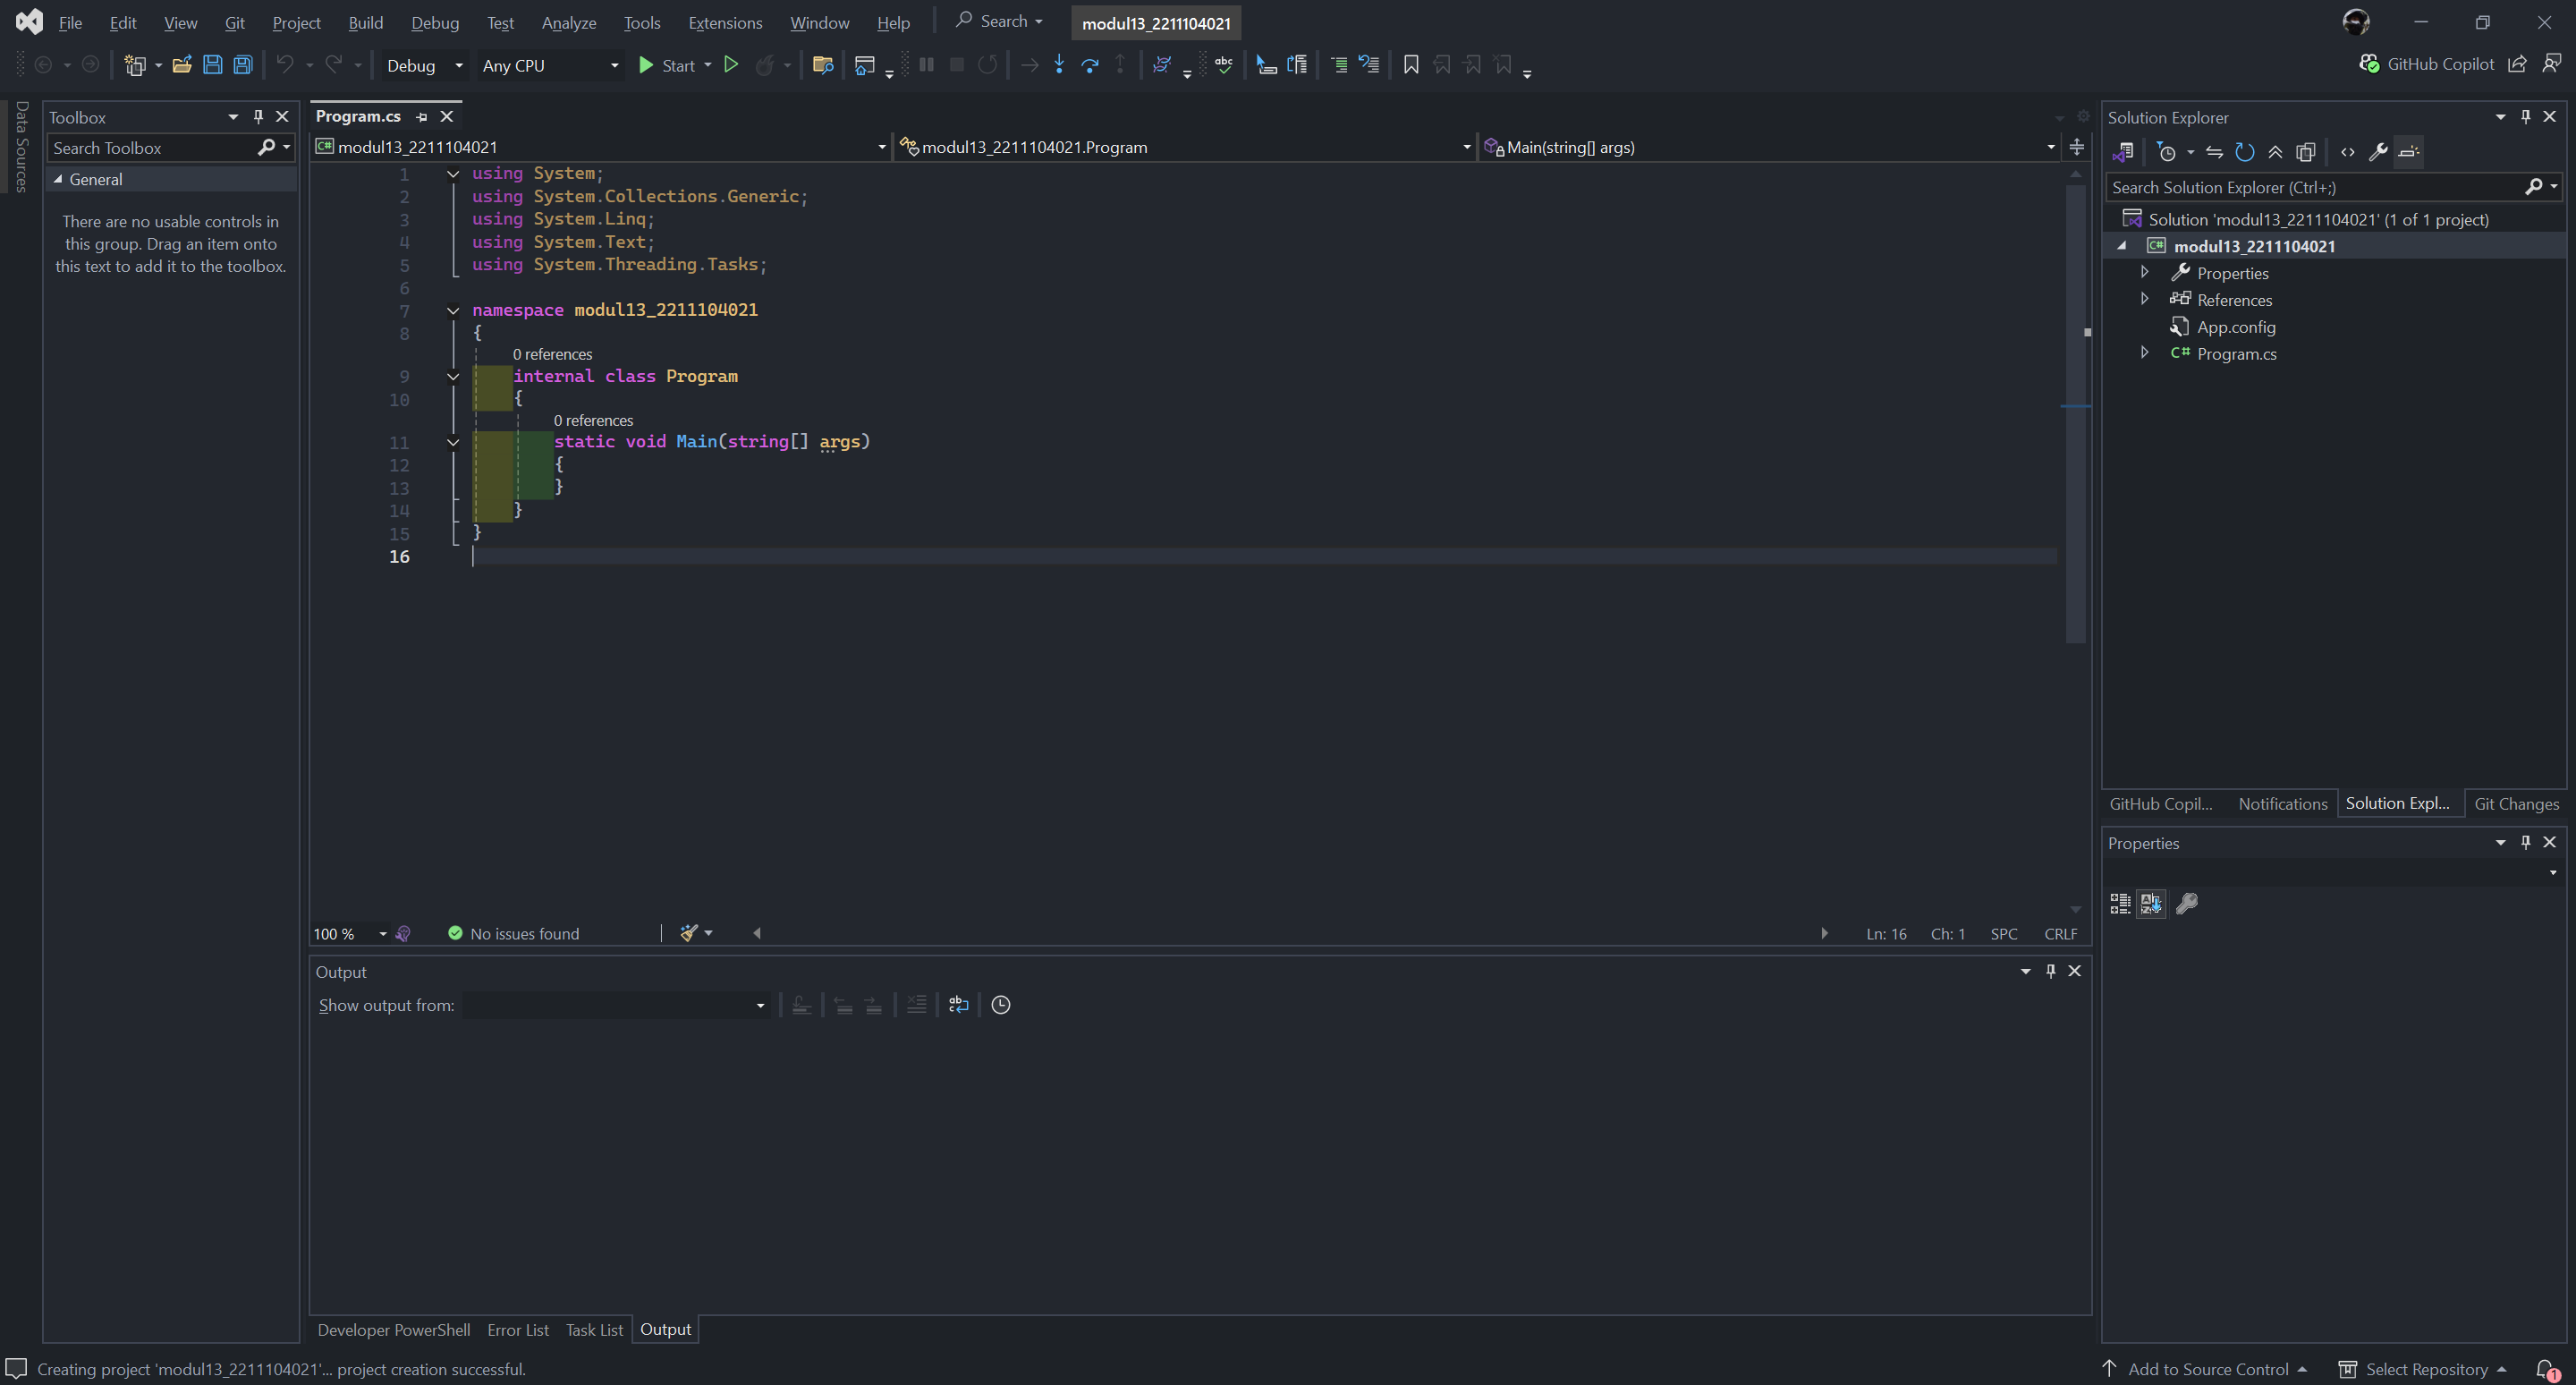 File Edit View Git Project Build Debug Test Analyze Tools Extensions Window Help Search modul13_2211104021
Debug Any CPU Start abc GitHub Copilot
Data Sources
Toolbox
Search Toolbox
General
There are no usable controls in
this group. Drag an item onto
this text to add it to the toolbox.
Program.cs
C# modul13_2211104021 modul13_2211104021.Program Main(string[] args)
1 using System;
2 using System.Collections.Generic;
3 using System.Linq;
4 using System.Text;
5 using System.Threading.Tasks;
6
7 namespace modul13_2211104021
8 {
0 references
9 internal class Program
10 {
0 references
11 static void Main(string[] args)
12 {
13 }
14 }
15 }
16
100 % No issues found Ln: 16 Ch: 1 SPC CRLF
Output
Show output from:
Developer PowerShell Error List Task List Output
Solution Explorer
Search Solution Explorer (Ctrl+;)
Solution 'modul13_2211104021' (1 of 1 project)
C# modul13_2211104021
Properties
References
App.config
C# Program.cs
GitHub Copil... Notifications Solution Expl... Git Changes
Properties
Creating project 'modul13_2211104021'... project creation successful. Add to Source Control Select Repository 1